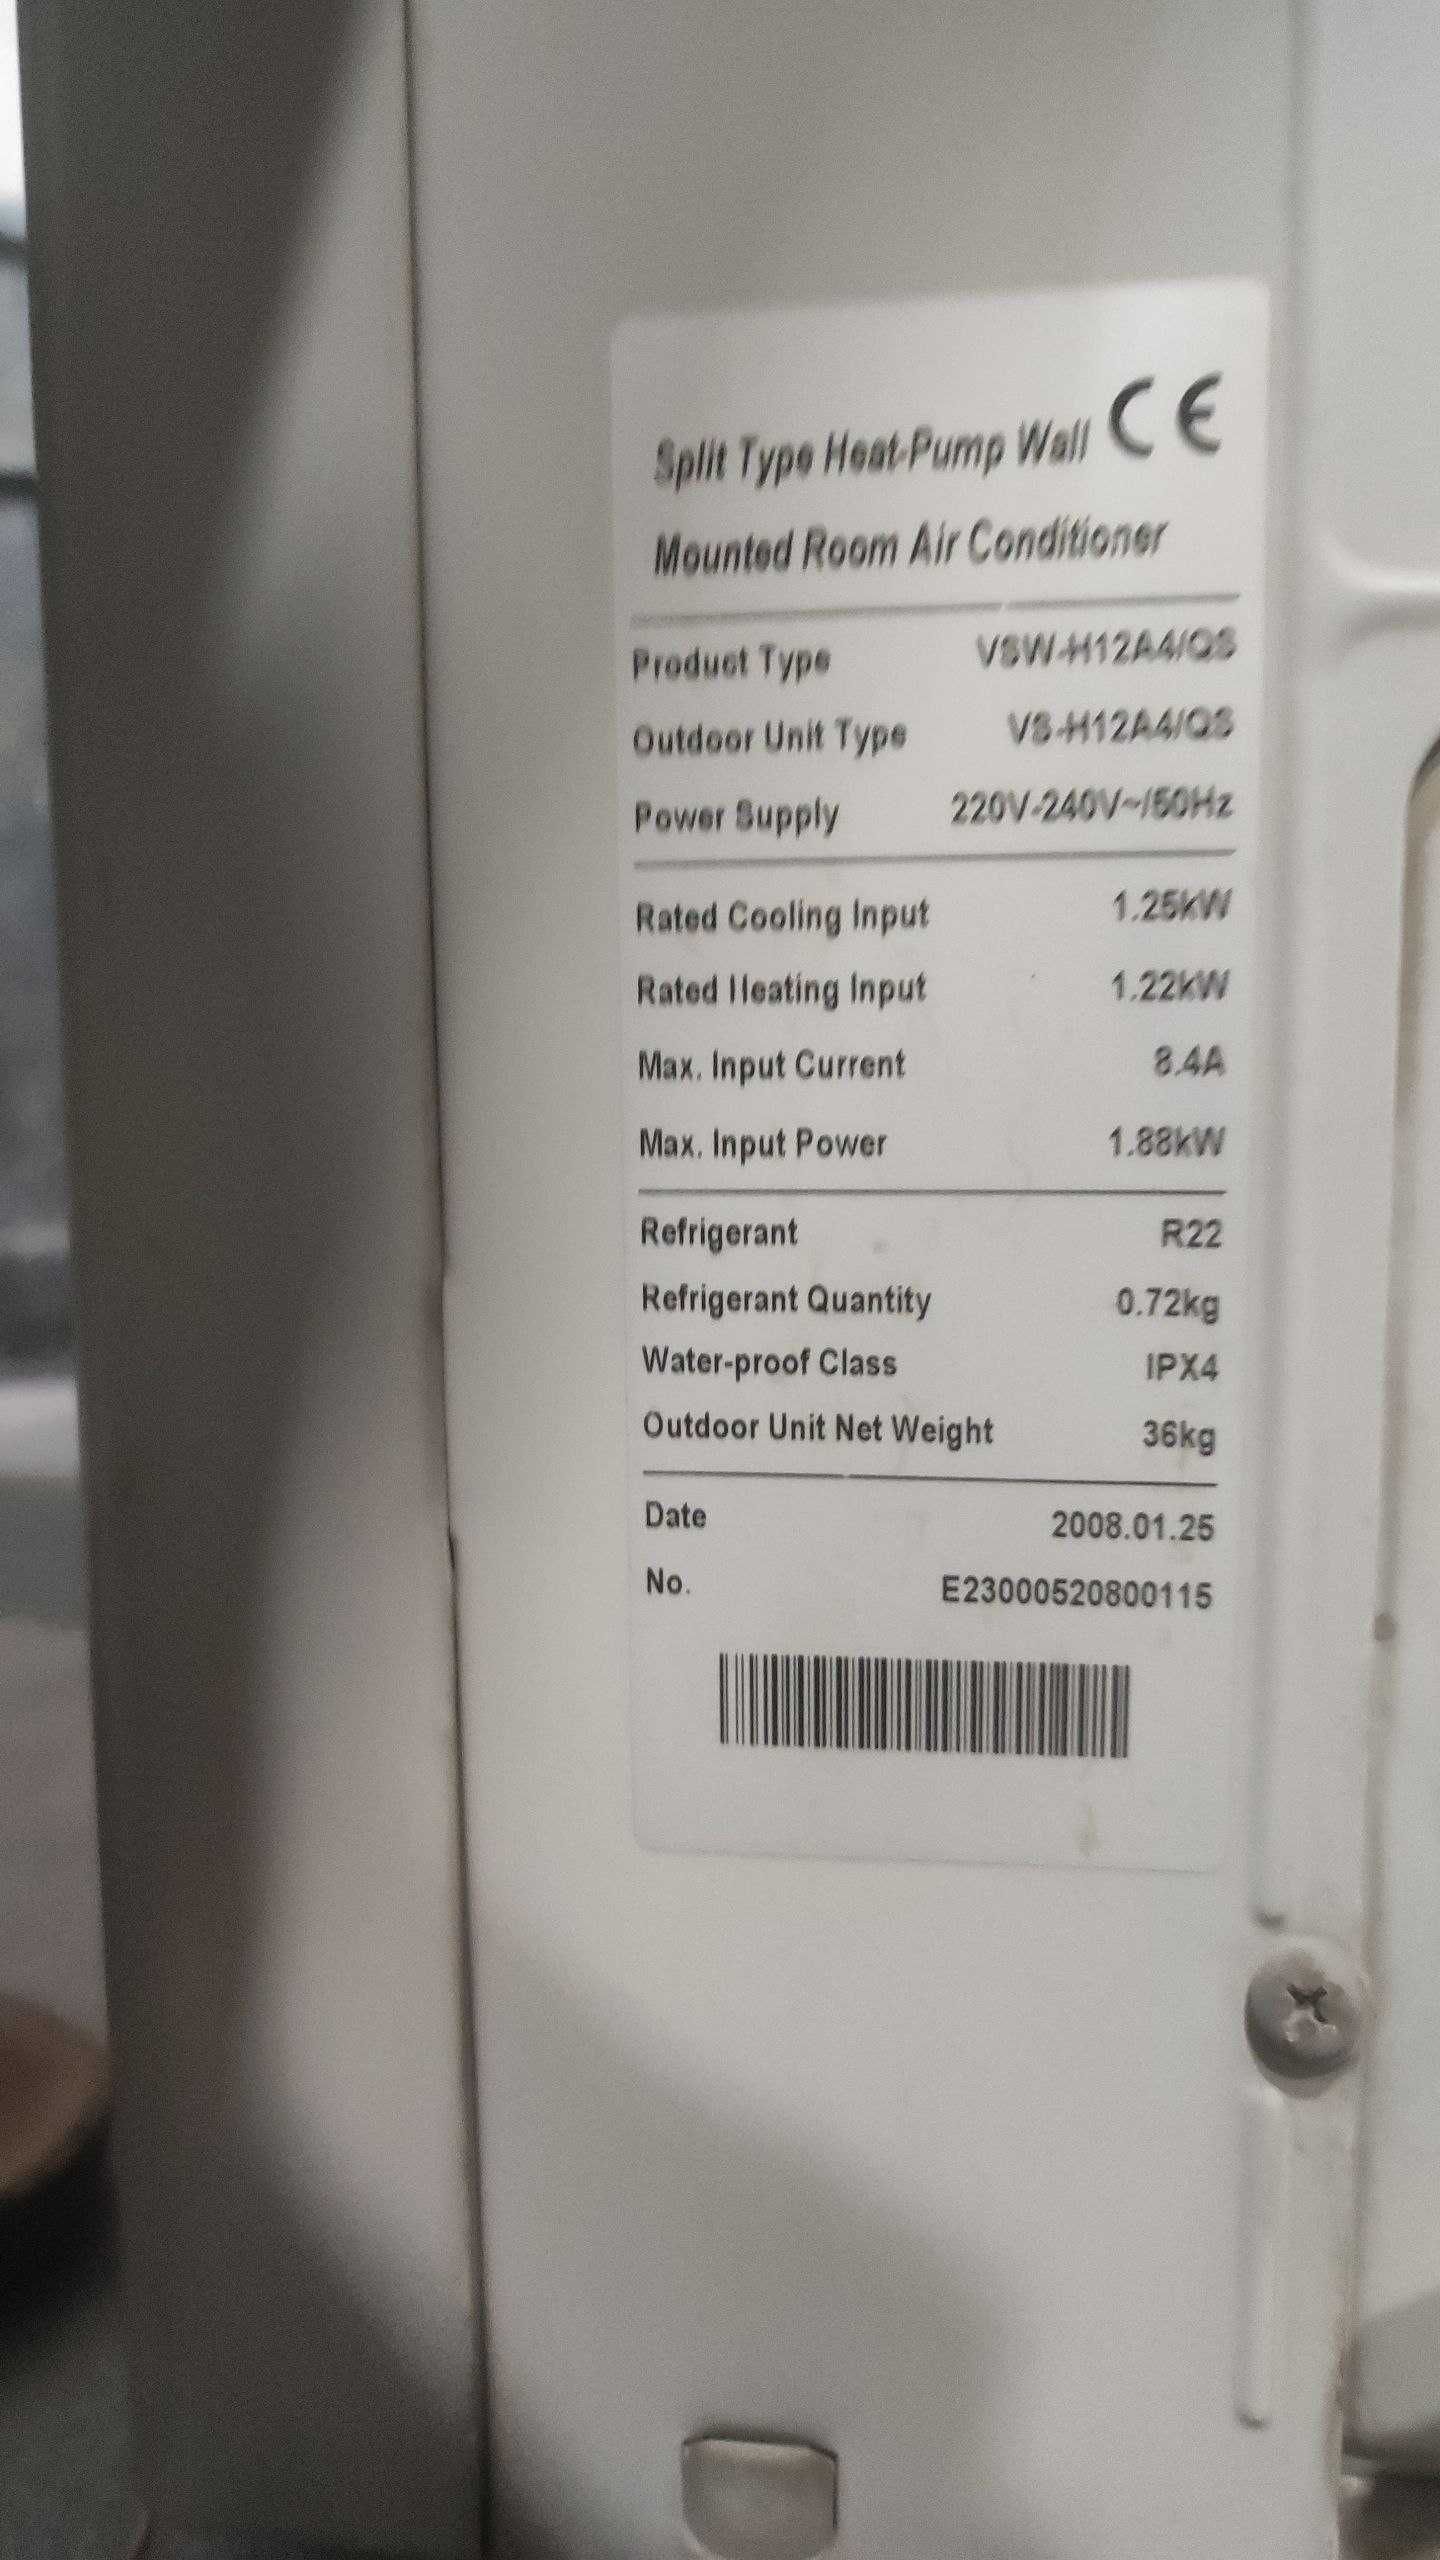 Split Type Heat-Pump Wall CE
Mounted Room Air Conditioner
Product Type VSW-H12A4/QS
Outdoor Unit Type VS-H12A4/QS
Power Supply 220V-240V~/50Hz
Rated Cooling Input 1.25kW
Rated Heating Input 1.22kW
Max. Input Current 8.4A
Max. Input Power 1.88kW
Refrigerant R22
Refrigerant Quantity 0.72kg
Water-proof Class IPX4
Outdoor Unit Net Weight 36kg
Date 2008.01.25
No. E23000520800115